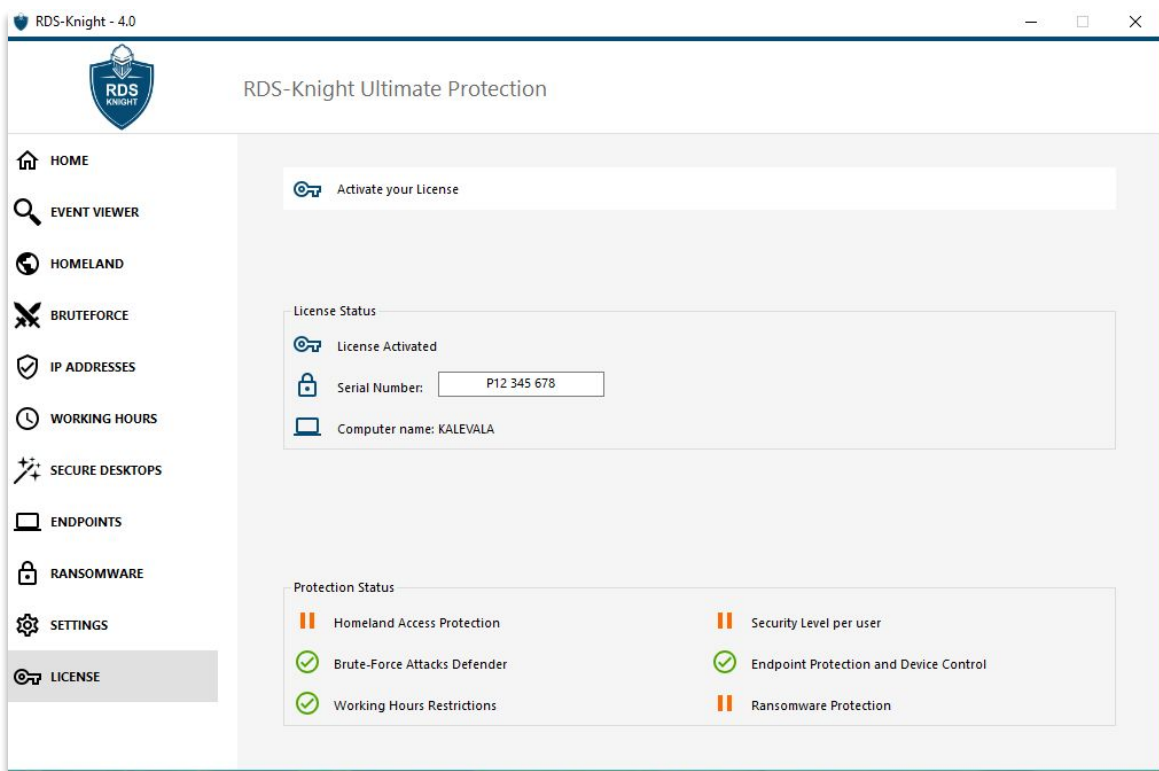 RDS-Knight - 4.0
RDS
KNIGHT
RDS-Knight Ultimate Protection
HOME
EVENT VIEWER
HOMELAND
BRUTEFORCE
IP ADDRESSES
WORKING HOURS
SECURE DESKTOPS
ENDPOINTS
RANSOMWARE
SETTINGS
LICENSE
Activate your License
License Status
License Activated
Serial Number: P12 345 678
Computer name: KALEVALA
Protection Status
Homeland Access Protection
Security Level per user
Brute-Force Attacks Defender
Endpoint Protection and Device Control
Working Hours Restrictions
Ransomware Protection